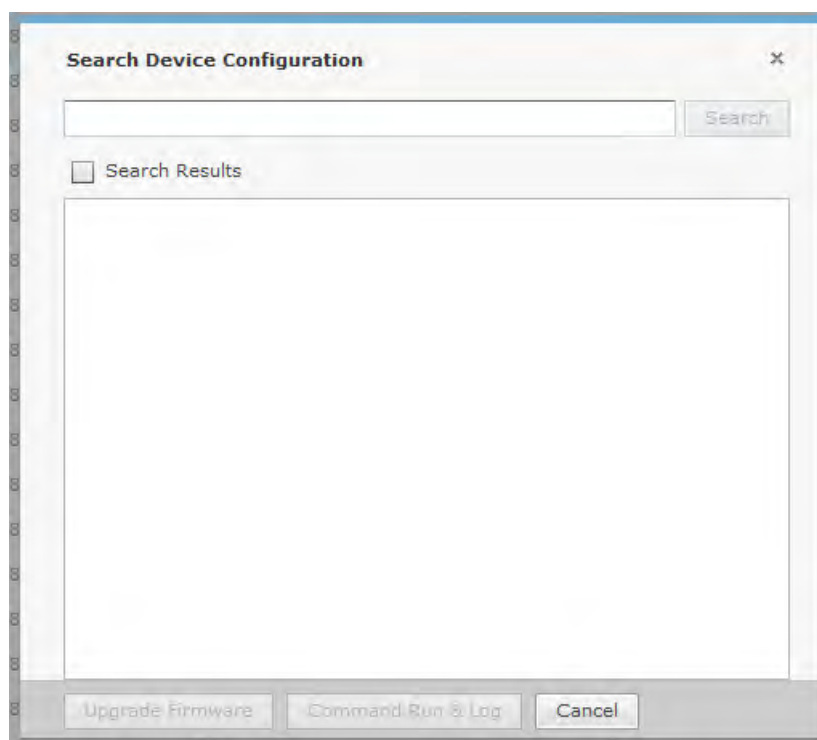 Search Device Configuration ×
Search
Search Results
Upgrade Firmware Command Run & Log Cancel